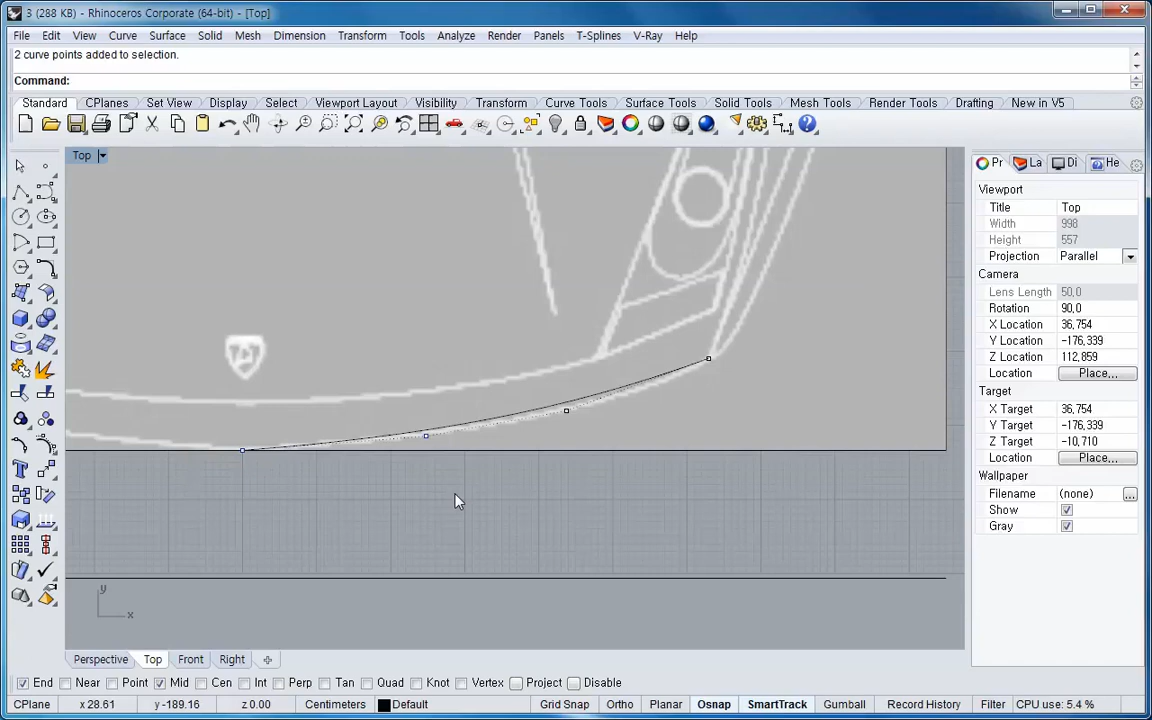 3 (288 KB) - Rhinoceros Corporate (64-bit) - [Top]
File Edit View Curve Surface Solid Mesh Dimension Transform Tools Analyze Render Panels T-Splines V-Ray Help
2 curve points added to selection.
Command:
Standard CPlanes Set View Display Select Viewport Layout Visibility Transform Curve Tools Surface Tools Solid Tools Mesh Tools Render Tools Drafting New in V5
Top
Pr La Di He
Viewport
Title Top
Width 998
Height 557
Projection Parallel
Camera
Lens Length 50,0
Rotation 90,0
X Location 36,754
Y Location -176,339
Z Location 112,859
Location Place...
Target
X Target 36,754
Y Target -176,339
Z Target -10,710
Location Place...
Wallpaper
Filename (none) ...
Show
Gray
y
x
Perspective Top Front Right
End Near Point Mid Cen Int Perp Tan Quad Knot Vertex Project Disable
CPlane x 28.61 y -189.16 z 0.00 Centimeters Default Grid Snap Ortho Planar Osnap SmartTrack Gumball Record History Filter CPU use: 5.4 %